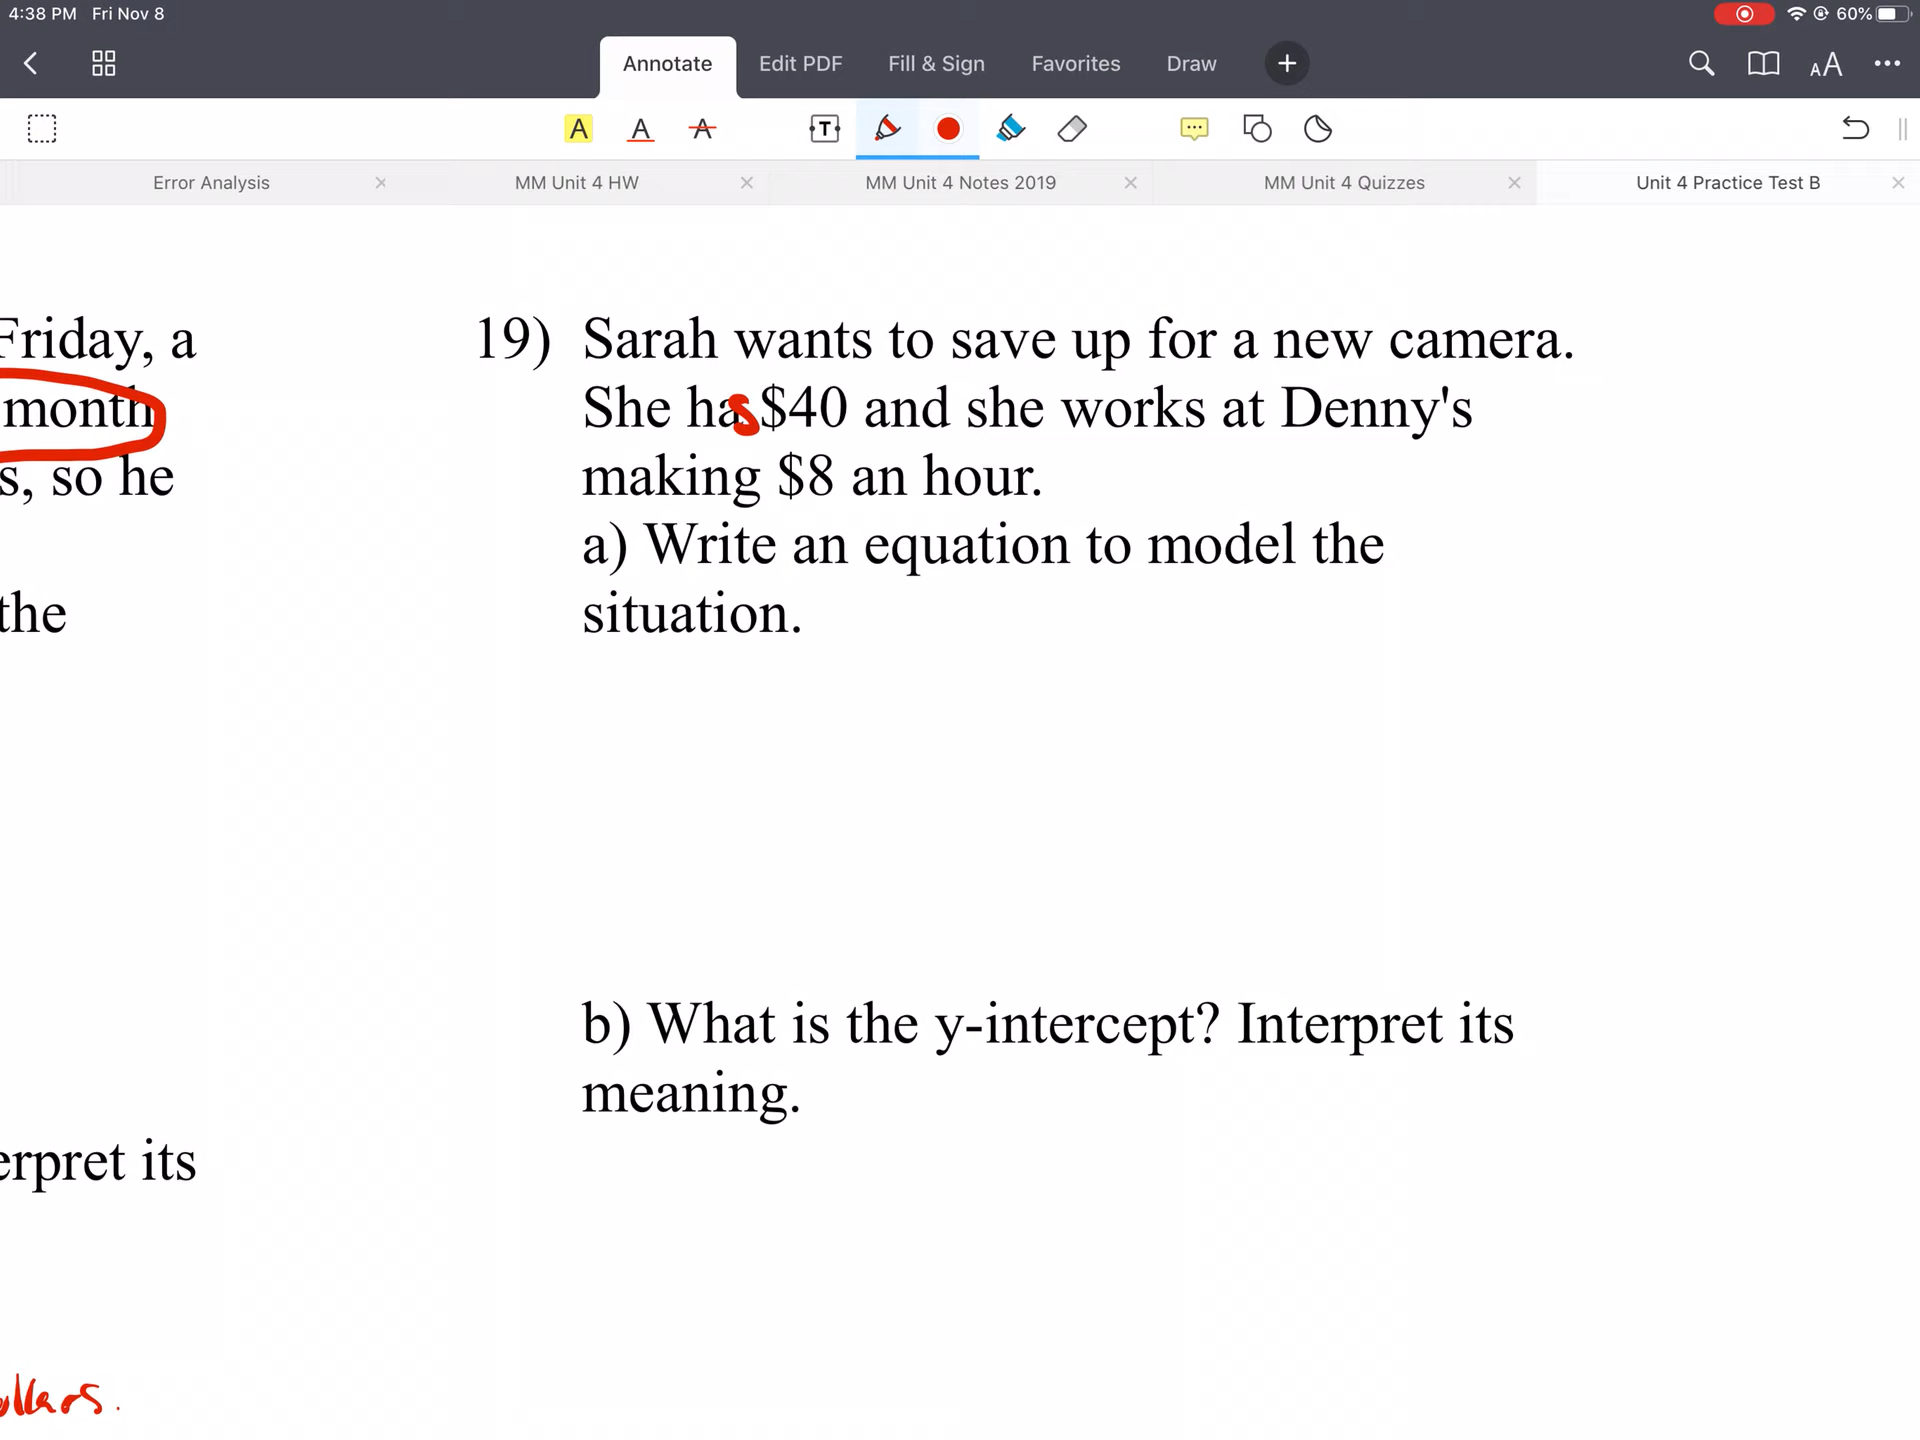 4:38 PM Fri Nov 8
60%
Annotate Edit PDF Fill & Sign Favorites Draw
Error Analysis MM Unit 4 HW MM Unit 4 Notes 2019 MM Unit 4 Quizzes Unit 4 Practice Test B
Friday, a
month
s, so he
the
erpret its
ollars.
19) Sarah wants to save up for a new camera.
She has $40 and she works at Denny's
making $8 an hour.
a) Write an equation to model the
situation.
b) What is the y-intercept? Interpret its
meaning.